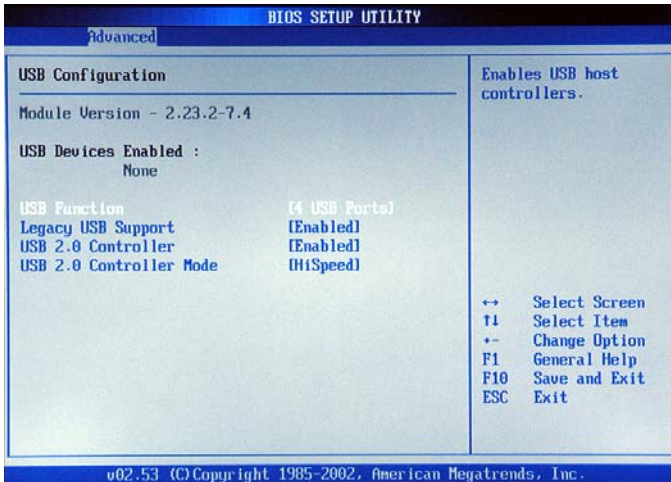 BIOS SETUP UTILITY
Advanced
USB Configuration
Module Version - 2.23.2-7.4
USB Devices Enabled :
None
USB Function [4 USB Ports]
Legacy USB Support [Enabled]
USB 2.0 Controller [Enabled]
USB 2.0 Controller Mode [HiSpeed]
Enables USB host
controllers.
↔ Select Screen
↑↓ Select Item
+- Change Option
F1 General Help
F10 Save and Exit
ESC Exit
v02.53 (C)Copyright 1985-2002, American Megatrends, Inc.